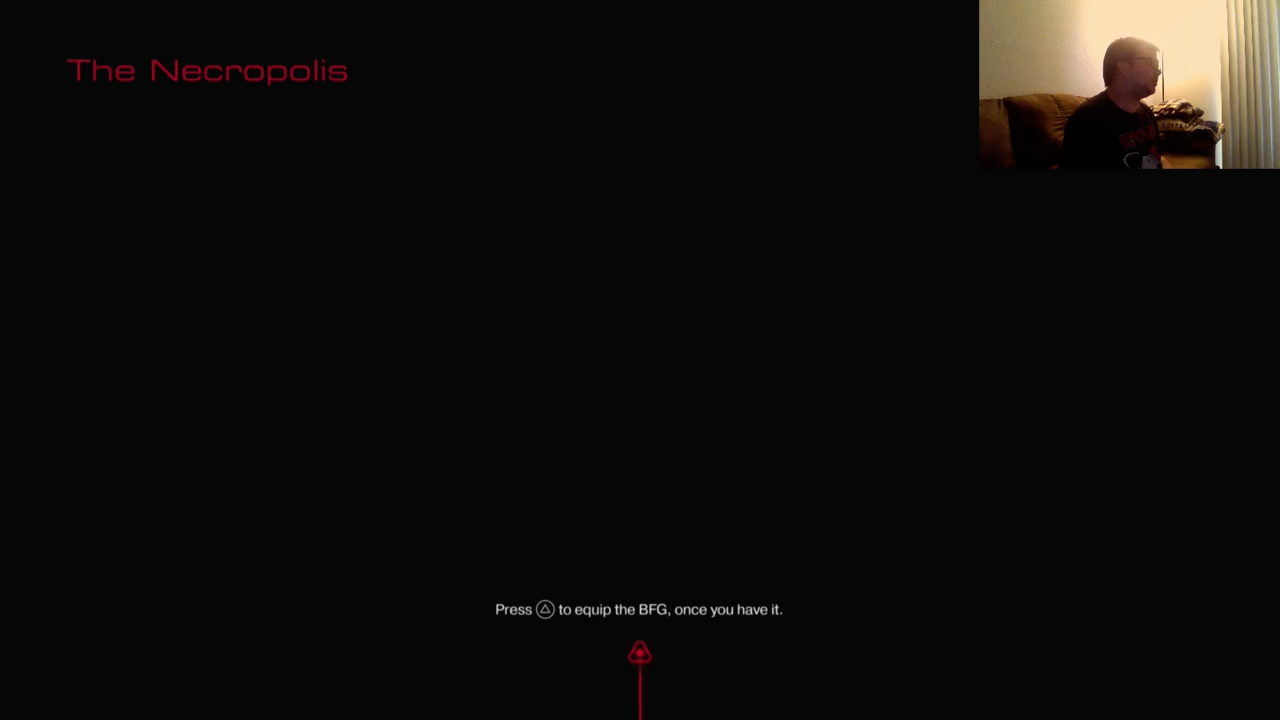 The Necropolis
Press △ to equip the BFG, once you have it.